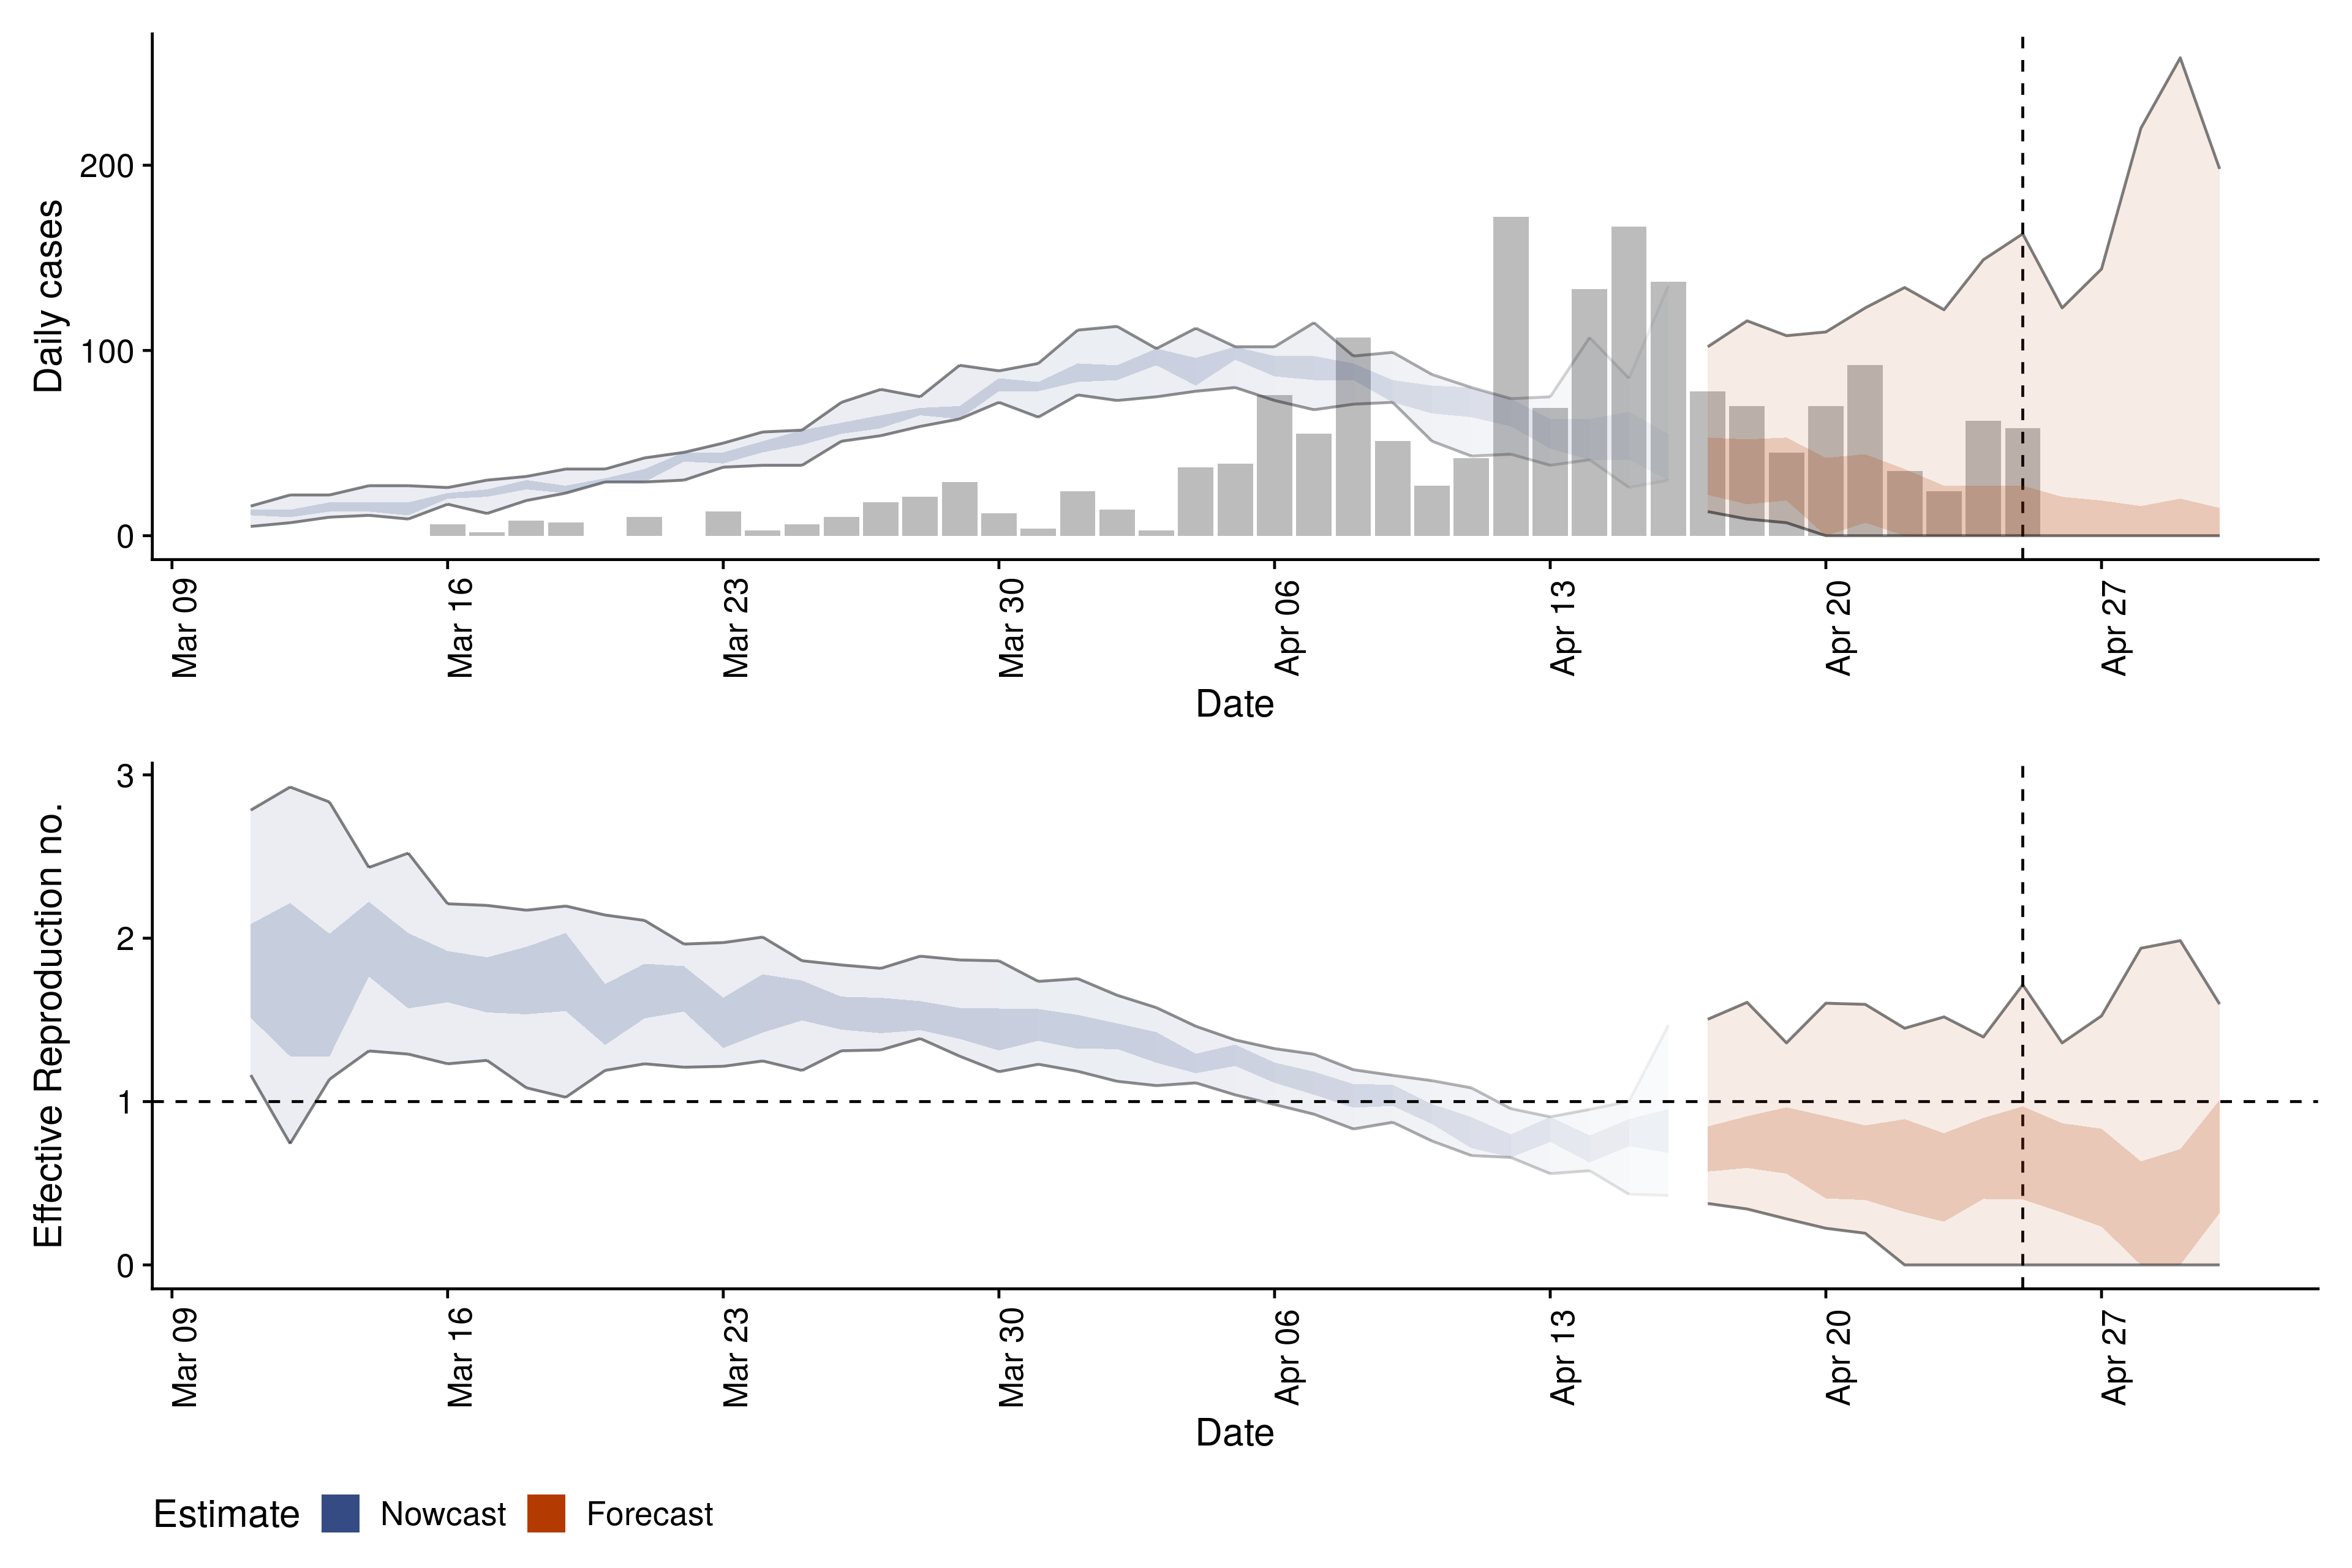 Daily cases
200
100
0
Mar 09
Mar 16
Mar 23
Mar 30
Apr 06
Apr 13
Apr 20
Apr 27
Date
Effective Reproduction no.
3
2
1
0
Mar 09
Mar 16
Mar 23
Mar 30
Apr 06
Apr 13
Apr 20
Apr 27
Date
Estimate Nowcast Forecast